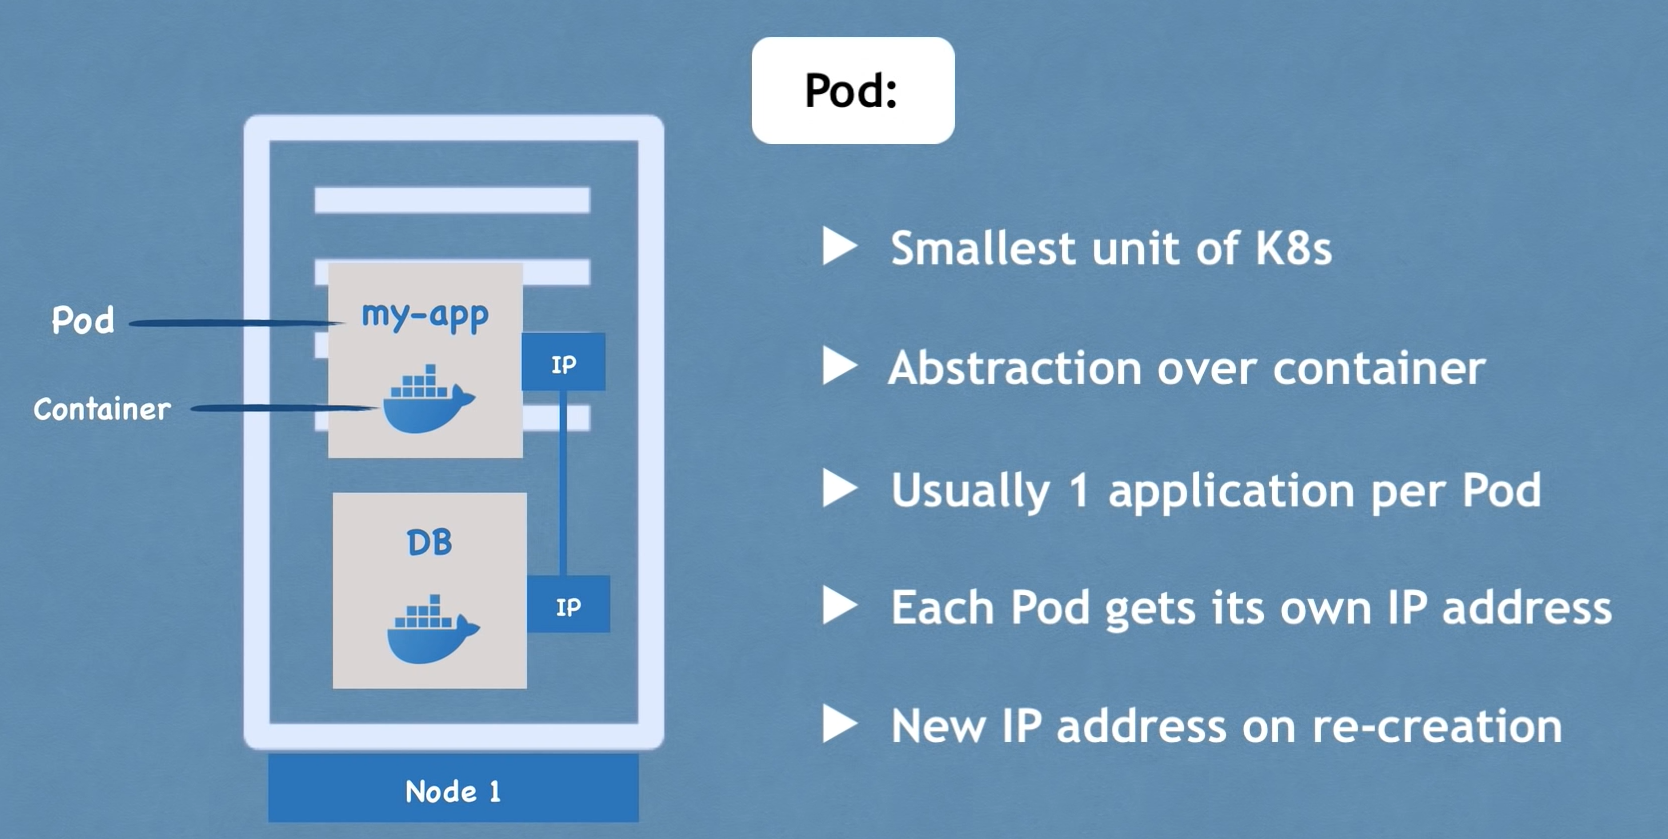 Pod:
Pod
Container
my-app
IP
DB
IP
Node 1
Smallest unit of K8s
Abstraction over container
Usually 1 application per Pod
Each Pod gets its own IP address
New IP address on re-creation